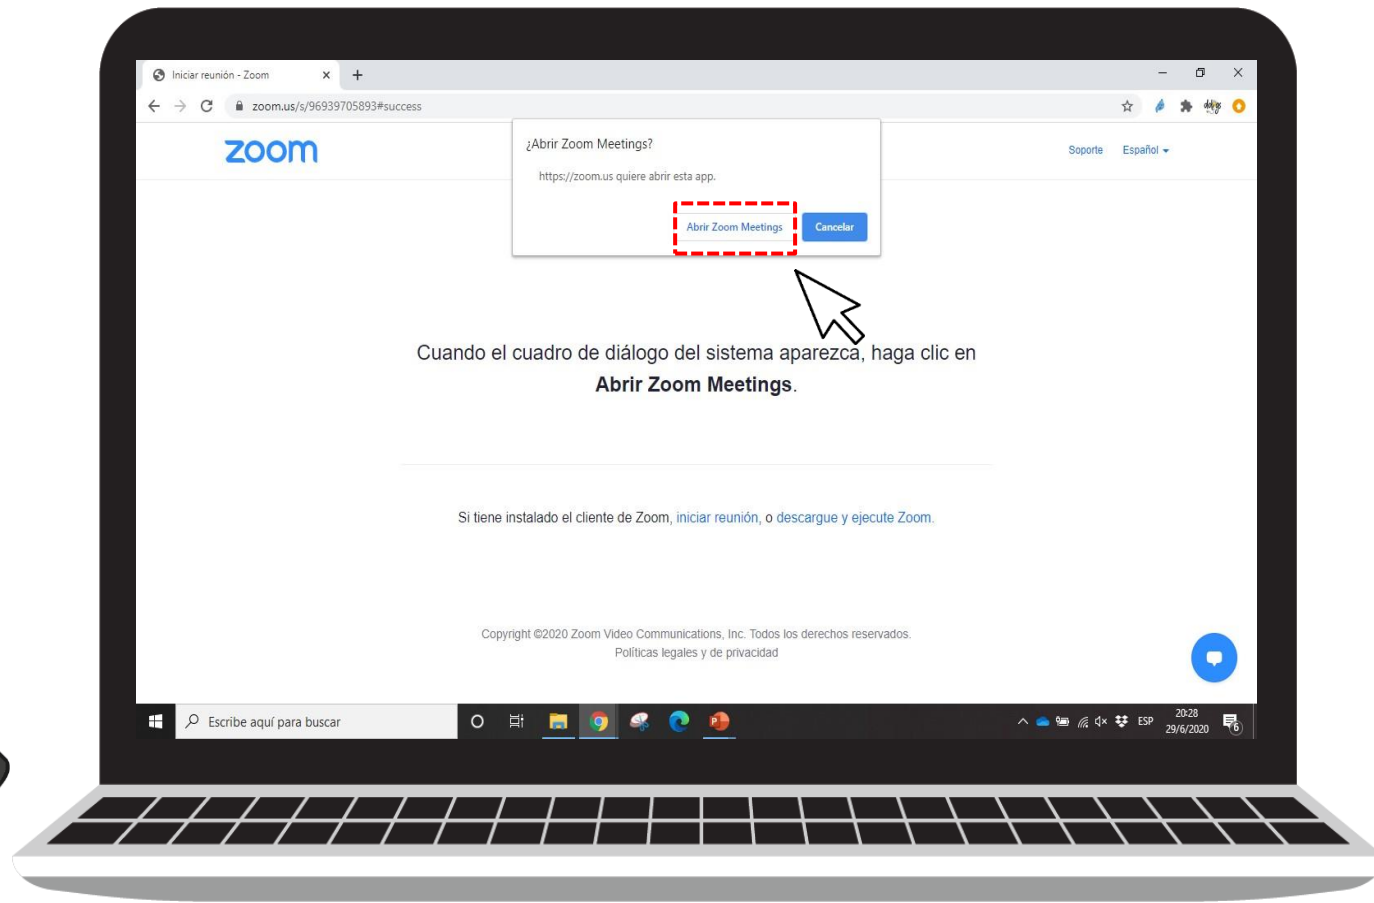 Iniciar reunión - Zoom
zoom.us/s/96939705893#success
zoom
Soporte Español
¿Abrir Zoom Meetings?
https://zoom.us quiere abrir esta app.
Abrir Zoom Meetings Cancelar
Cuando el cuadro de diálogo del sistema aparezca, haga clic en
Abrir Zoom Meetings.
Si tiene instalado el cliente de Zoom, iniciar reunión, o descargue y ejecute Zoom.
Copyright ©2020 Zoom Video Communications, Inc. Todos los derechos reservados.
Políticas legales y de privacidad
Escribe aquí para buscar
ESP
20:28
29/6/2020
6